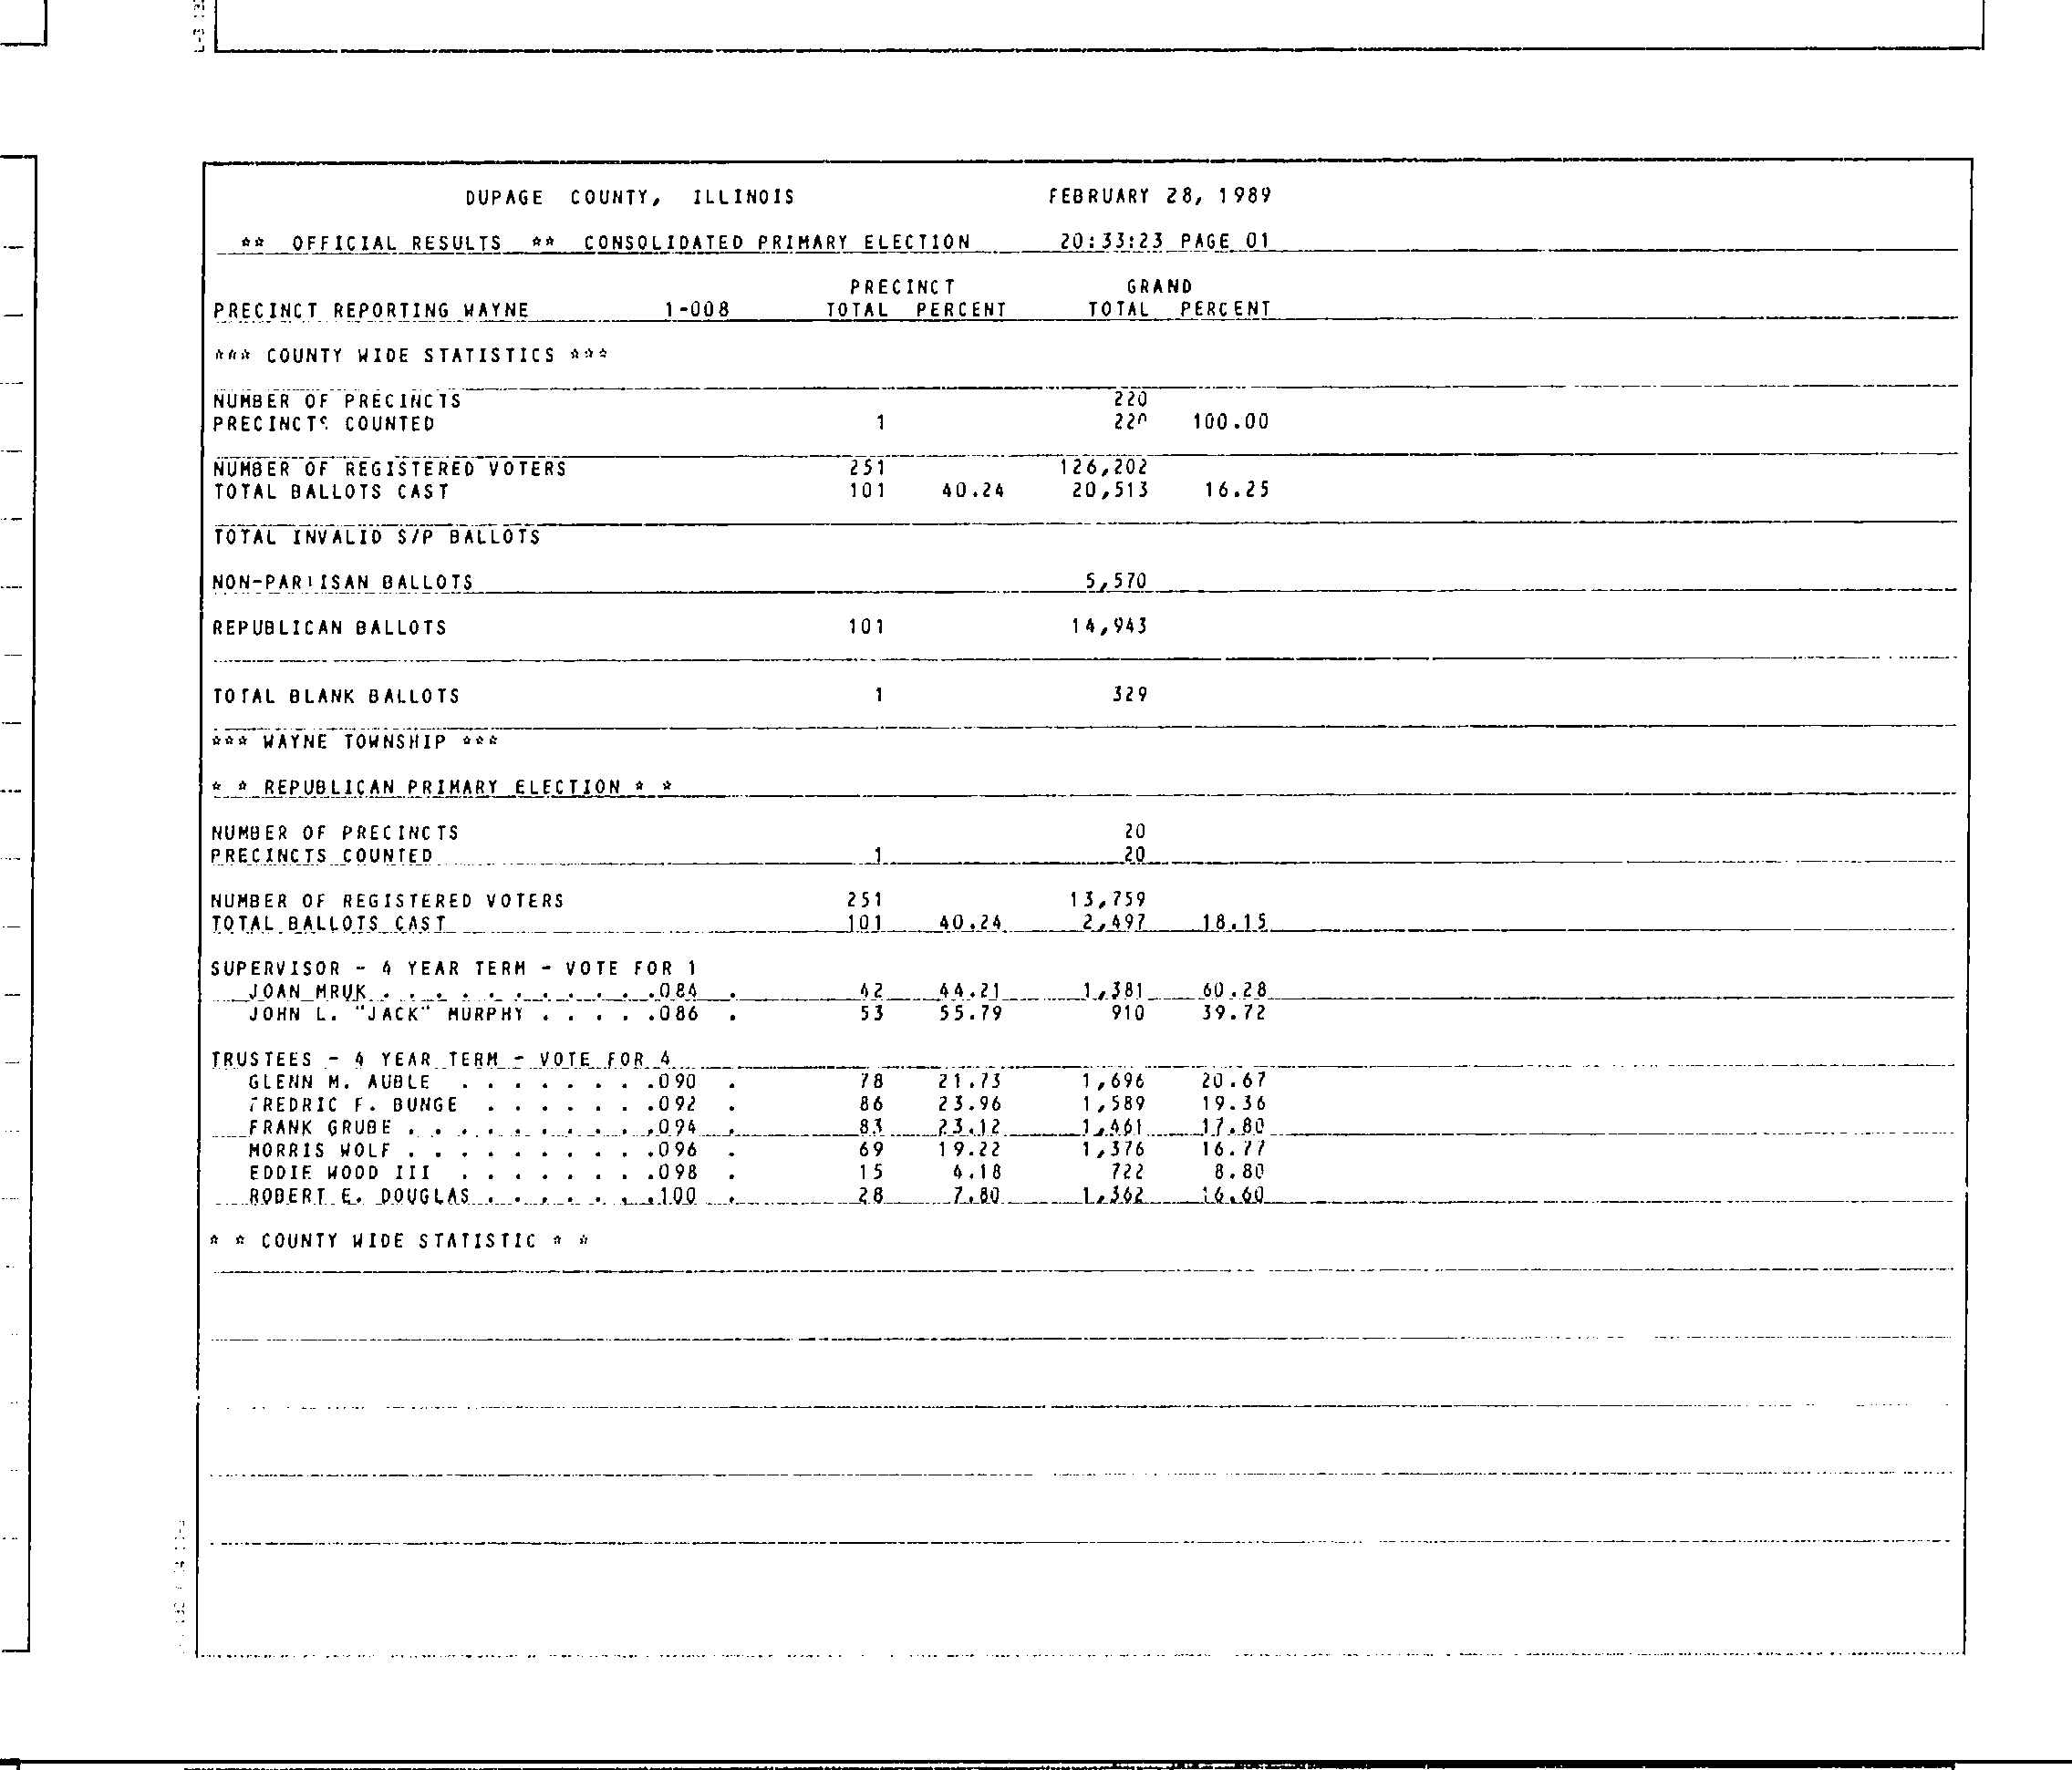 DUPAGE COUNTY, ILLINOIS FEBRUARY 28, 1989
** OFFICIAL RESULTS ** CONSOLIDATED PRIMARY ELECTION 20:33:23 PAGE 01
PRECINCT GRAND
PRECINCT REPORTING WAYNE 1-008 TOTAL PERCENT TOTAL PERCENT
*** COUNTY WIDE STATISTICS ***
NUMBER OF PRECINCTS 220
PRECINCTS COUNTED 1 220 100.00
NUMBER OF REGISTERED VOTERS 251 126,202
TOTAL BALLOTS CAST 101 40.24 20,513 16.25
TOTAL INVALID S/P BALLOTS
NON-PARTISAN BALLOTS 5,570
REPUBLICAN BALLOTS 101 14,943
TOTAL BLANK BALLOTS 1 329
*** WAYNE TOWNSHIP ***
* * REPUBLICAN PRIMARY ELECTION * *
NUMBER OF PRECINCTS 20
PRECINCTS COUNTED 1 20
NUMBER OF REGISTERED VOTERS 251 13,759
TOTAL BALLOTS CAST 101 40.24 2,497 18.15
SUPERVISOR - 4 YEAR TERM - VOTE FOR 1
JOAN MRUK . . . . . . . . . . .084 . 42 44.21 1,381 60.28
JOHN L. "JACK" MURPHY . . . . .086 . 53 55.79 910 39.72
TRUSTEES - 4 YEAR TERM - VOTE FOR 4
GLENN M. AUBLE . . . . . . . .090 . 78 21.73 1,696 20.67
FREDRIC F. BUNGE . . . . . . .092 . 86 23.96 1,589 19.36
FRANK GRUBE . . . . . . . . . .094 . 83 23.12 1,461 17.80
MORRIS WOLF . . . . . . . . . .096 . 69 19.22 1,376 16.77
EDDIE WOOD III . . . . . . . .098 . 15 4.18 722 8.80
ROBERT E. DOUGLAS . . . . . . .100 . 28 7.80 1,362 16.60
* * COUNTY WIDE STATISTIC * *